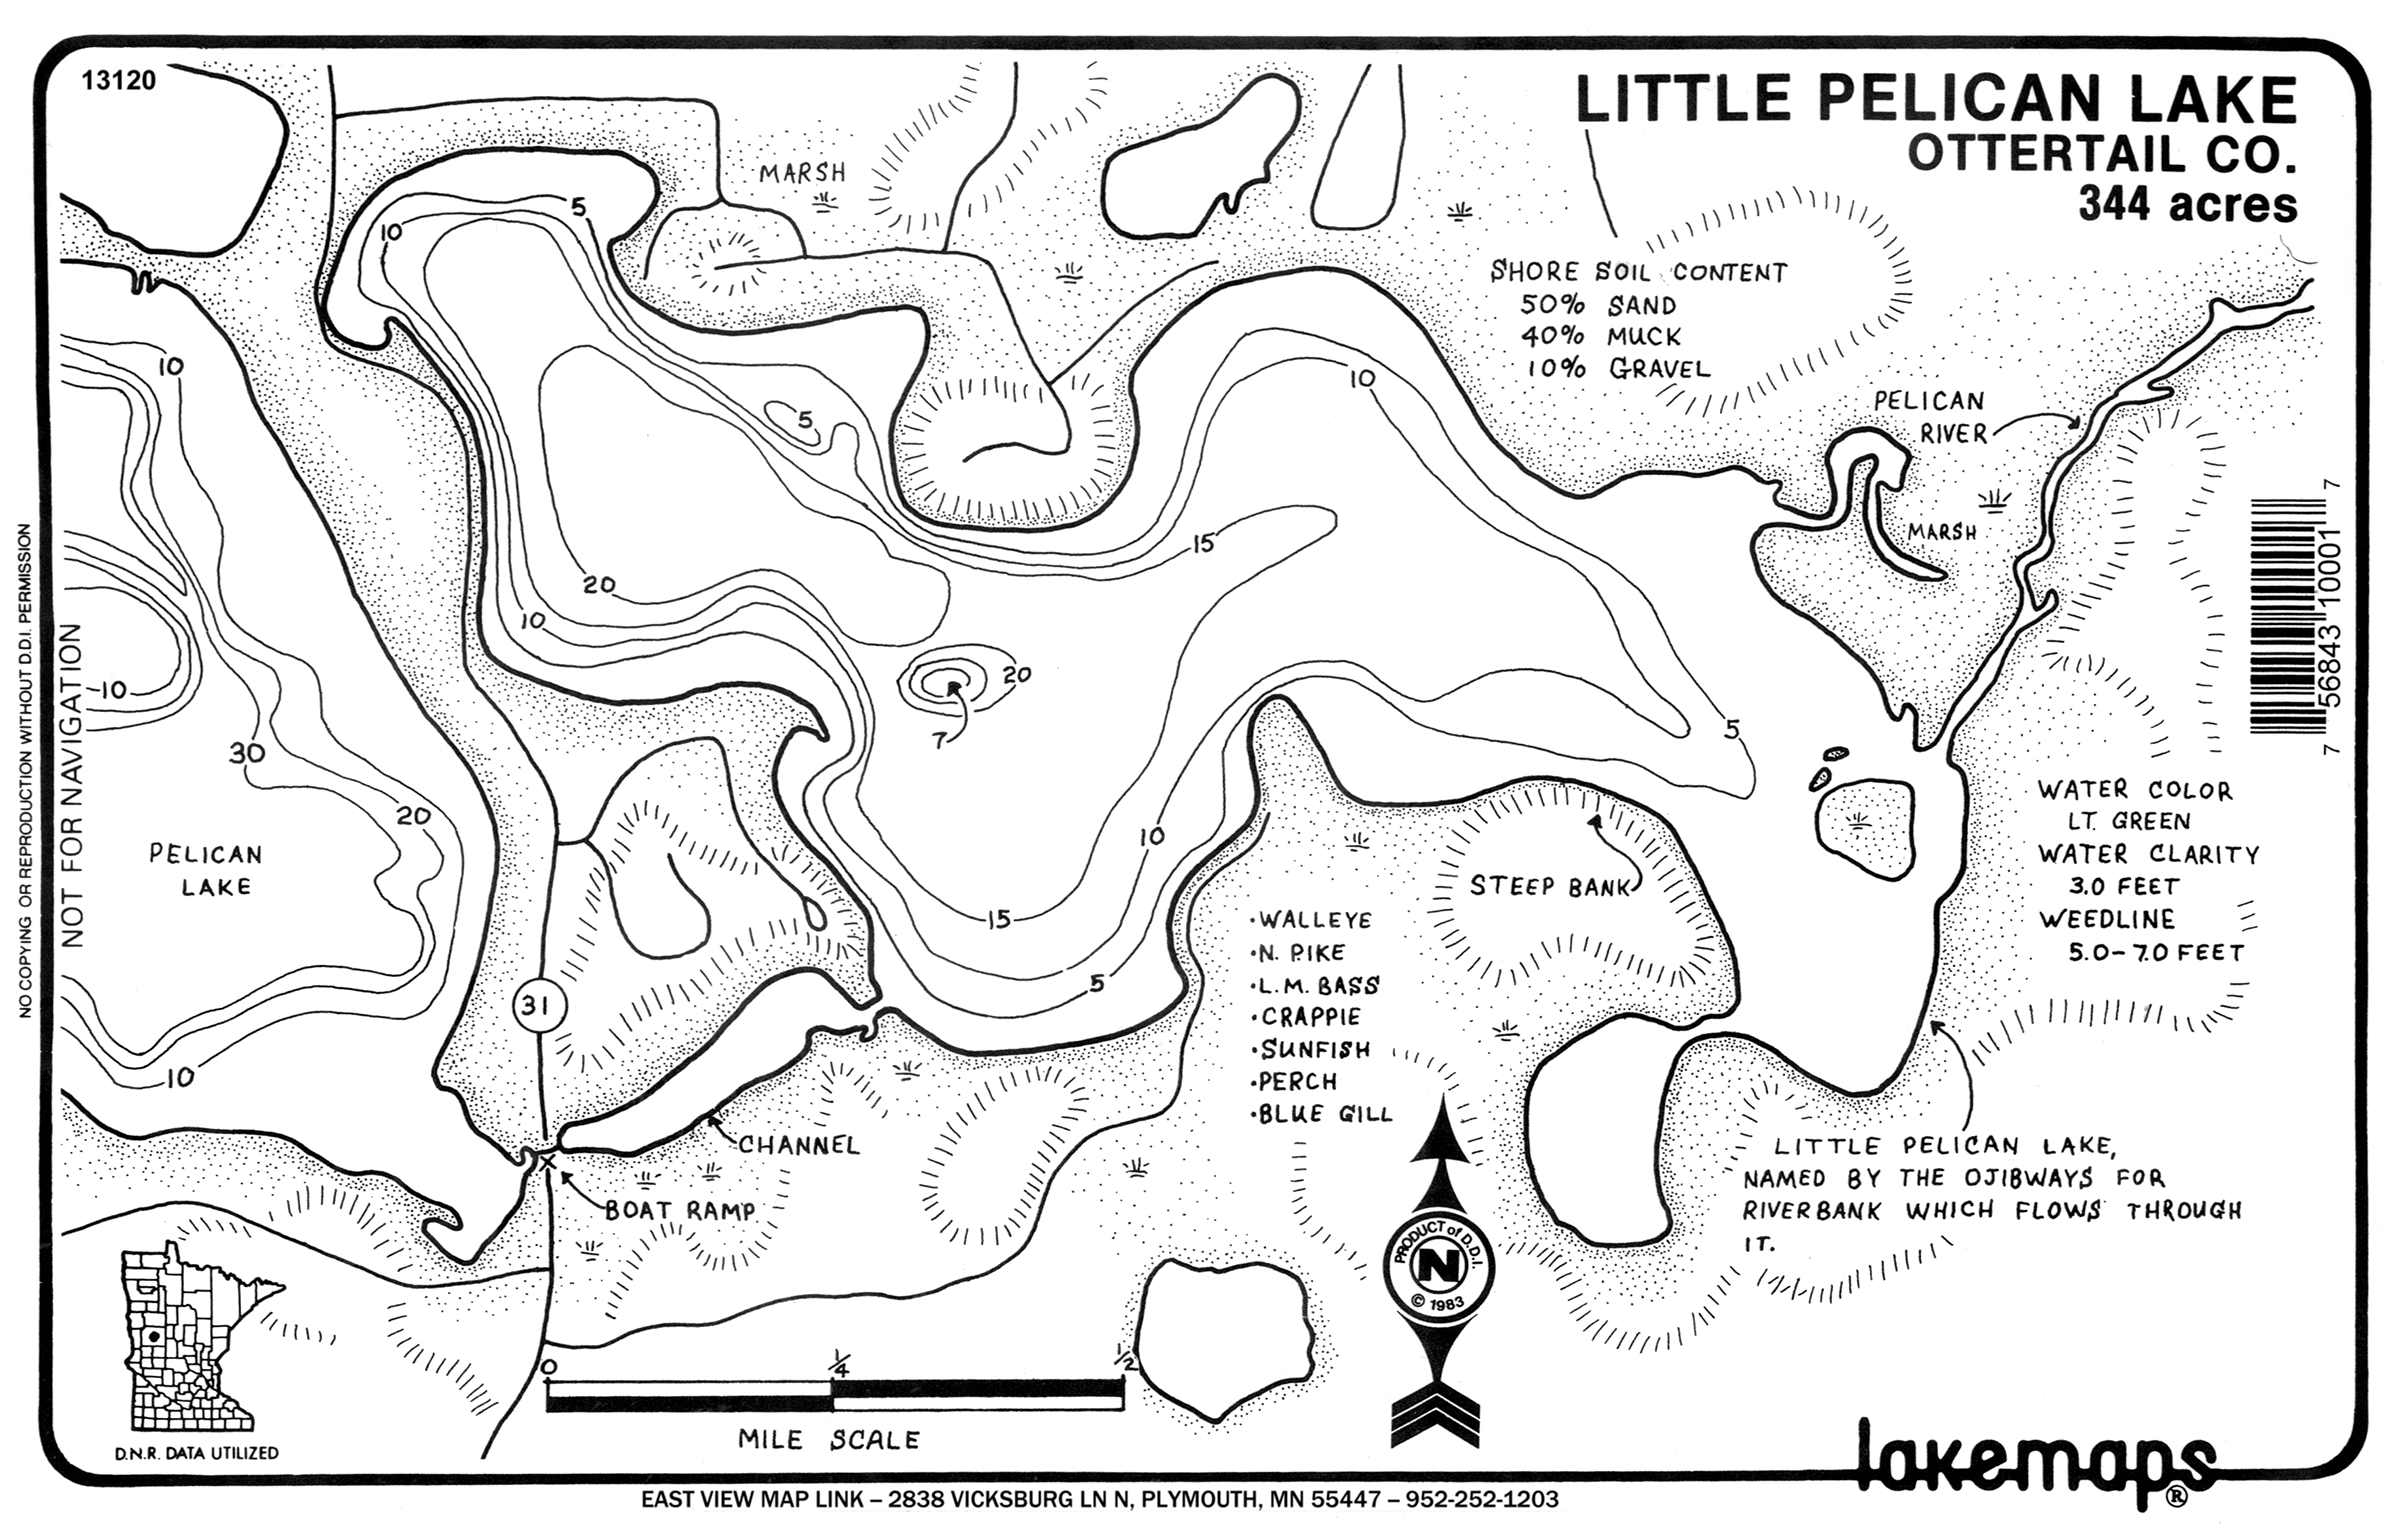 13120
LITTLE PELICAN LAKE
OTTERTAIL CO.
344 acres
MARSH
5
10
SHORE SOIL CONTENT
50% SAND
40% MUCK
10% GRAVEL
10
10
5
PELICAN
RIVER
MARSH
15
20
10
20
7
5
10
30
20
PELICAN
LAKE
10
15
5
10
31
STEEP BANK
WATER COLOR
LT. GREEN
WATER CLARITY
3.0 FEET
WEEDLINE
5.0-7.0 FEET
•WALLEYE
•N. PIKE
•L.M. BASS
•CRAPPIE
•SUNFISH
•PERCH
•BLUE GILL
CHANNEL
BOAT RAMP
LITTLE PELICAN LAKE,
NAMED BY THE OJIBWAYS FOR
RIVERBANK WHICH FLOWS THROUGH
IT.
PRODUCT of D.D.I.
N
© 1983
0 1/4 1/2
MILE SCALE
D.N.R. DATA UTILIZED
lakemaps®
NO COPYING OR REPRODUCTION WITHOUT D.D.I. PERMISSION
NOT FOR NAVIGATION
7 56843 10001 7
EAST VIEW MAP LINK – 2838 VICKSBURG LN N, PLYMOUTH, MN 55447 – 952-252-1203